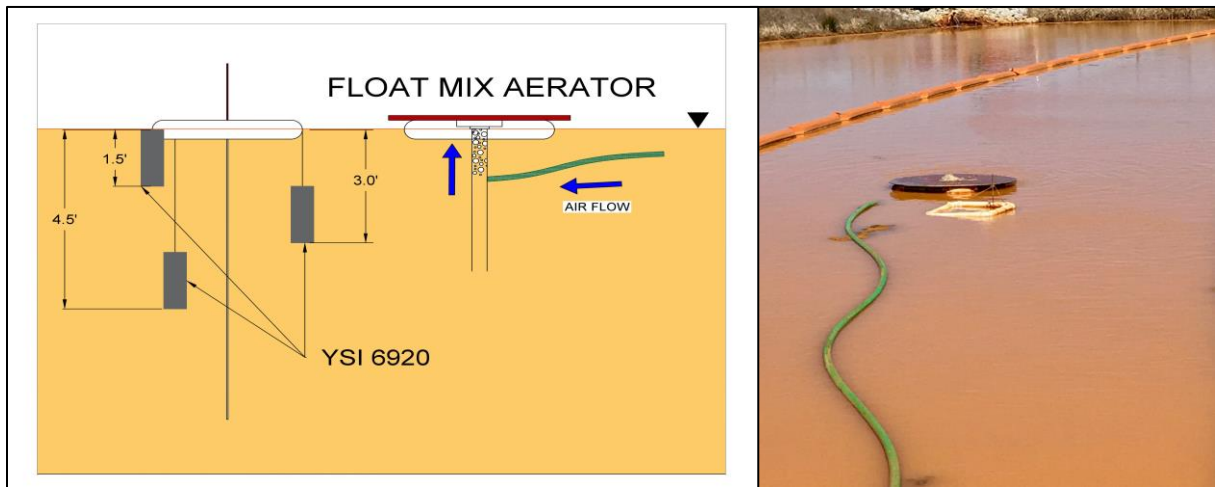 FLOAT MIX AERATOR
1.5'
3.0'
4.5'
AIR FLOW
YSI 6920